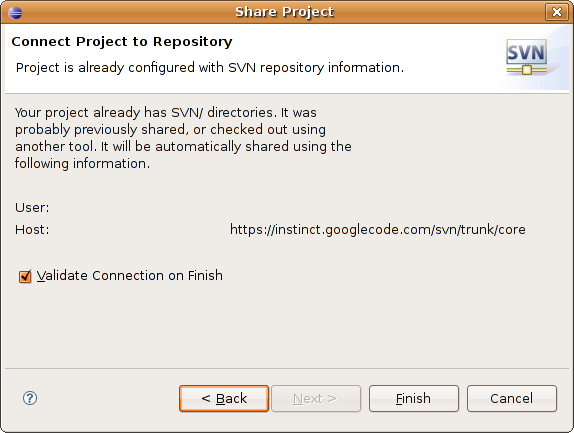 Share Project
Connect Project to Repository
Project is already configured with SVN repository information.
SVN
Your project already has SVN/ directories. It was
probably previously shared, or checked out using
another tool. It will be automatically shared using the
following information.
User:
Host: https://instinct.googlecode.com/svn/trunk/core
Validate Connection on Finish
? < Back Next > Finish Cancel